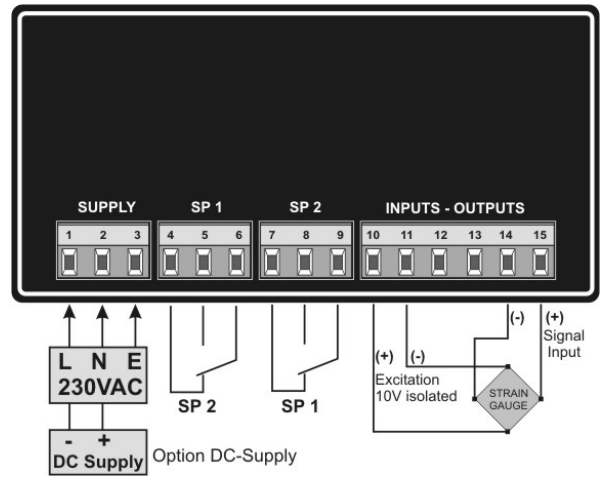 SUPPLY SP 1 SP 2 INPUTS - OUTPUTS
1 2 3 4 5 6 7 8 9 10 11 12 13 14 15
(-) (+)
Signal
Input
L N E
230VAC
(+) (-)
Excitation
10V isolated
STRAIN
GAUGE
SP 2 SP 1
- +
DC Supply Option DC-Supply